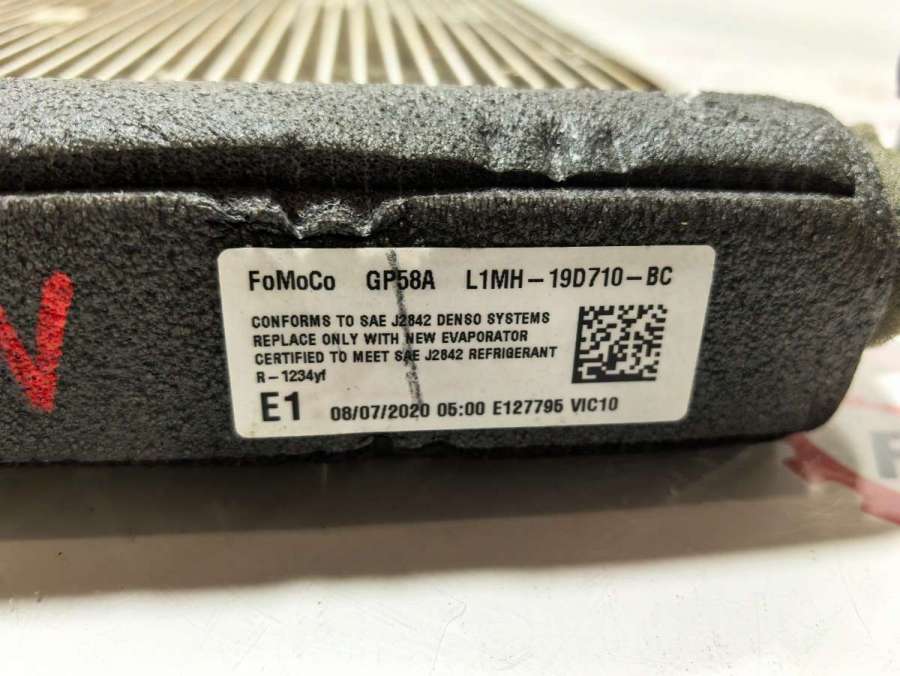 FoMoCo GP58A L1MH-19D710-BC
CONFORMS TO SAE J2842 DENSO SYSTEMS
REPLACE ONLY WITH NEW EVAPORATOR
CERTIFIED TO MEET SAE J2842 REFRIGERANT
R-1234yf
E1 08/07/2020 05:00 E127795 VIC10